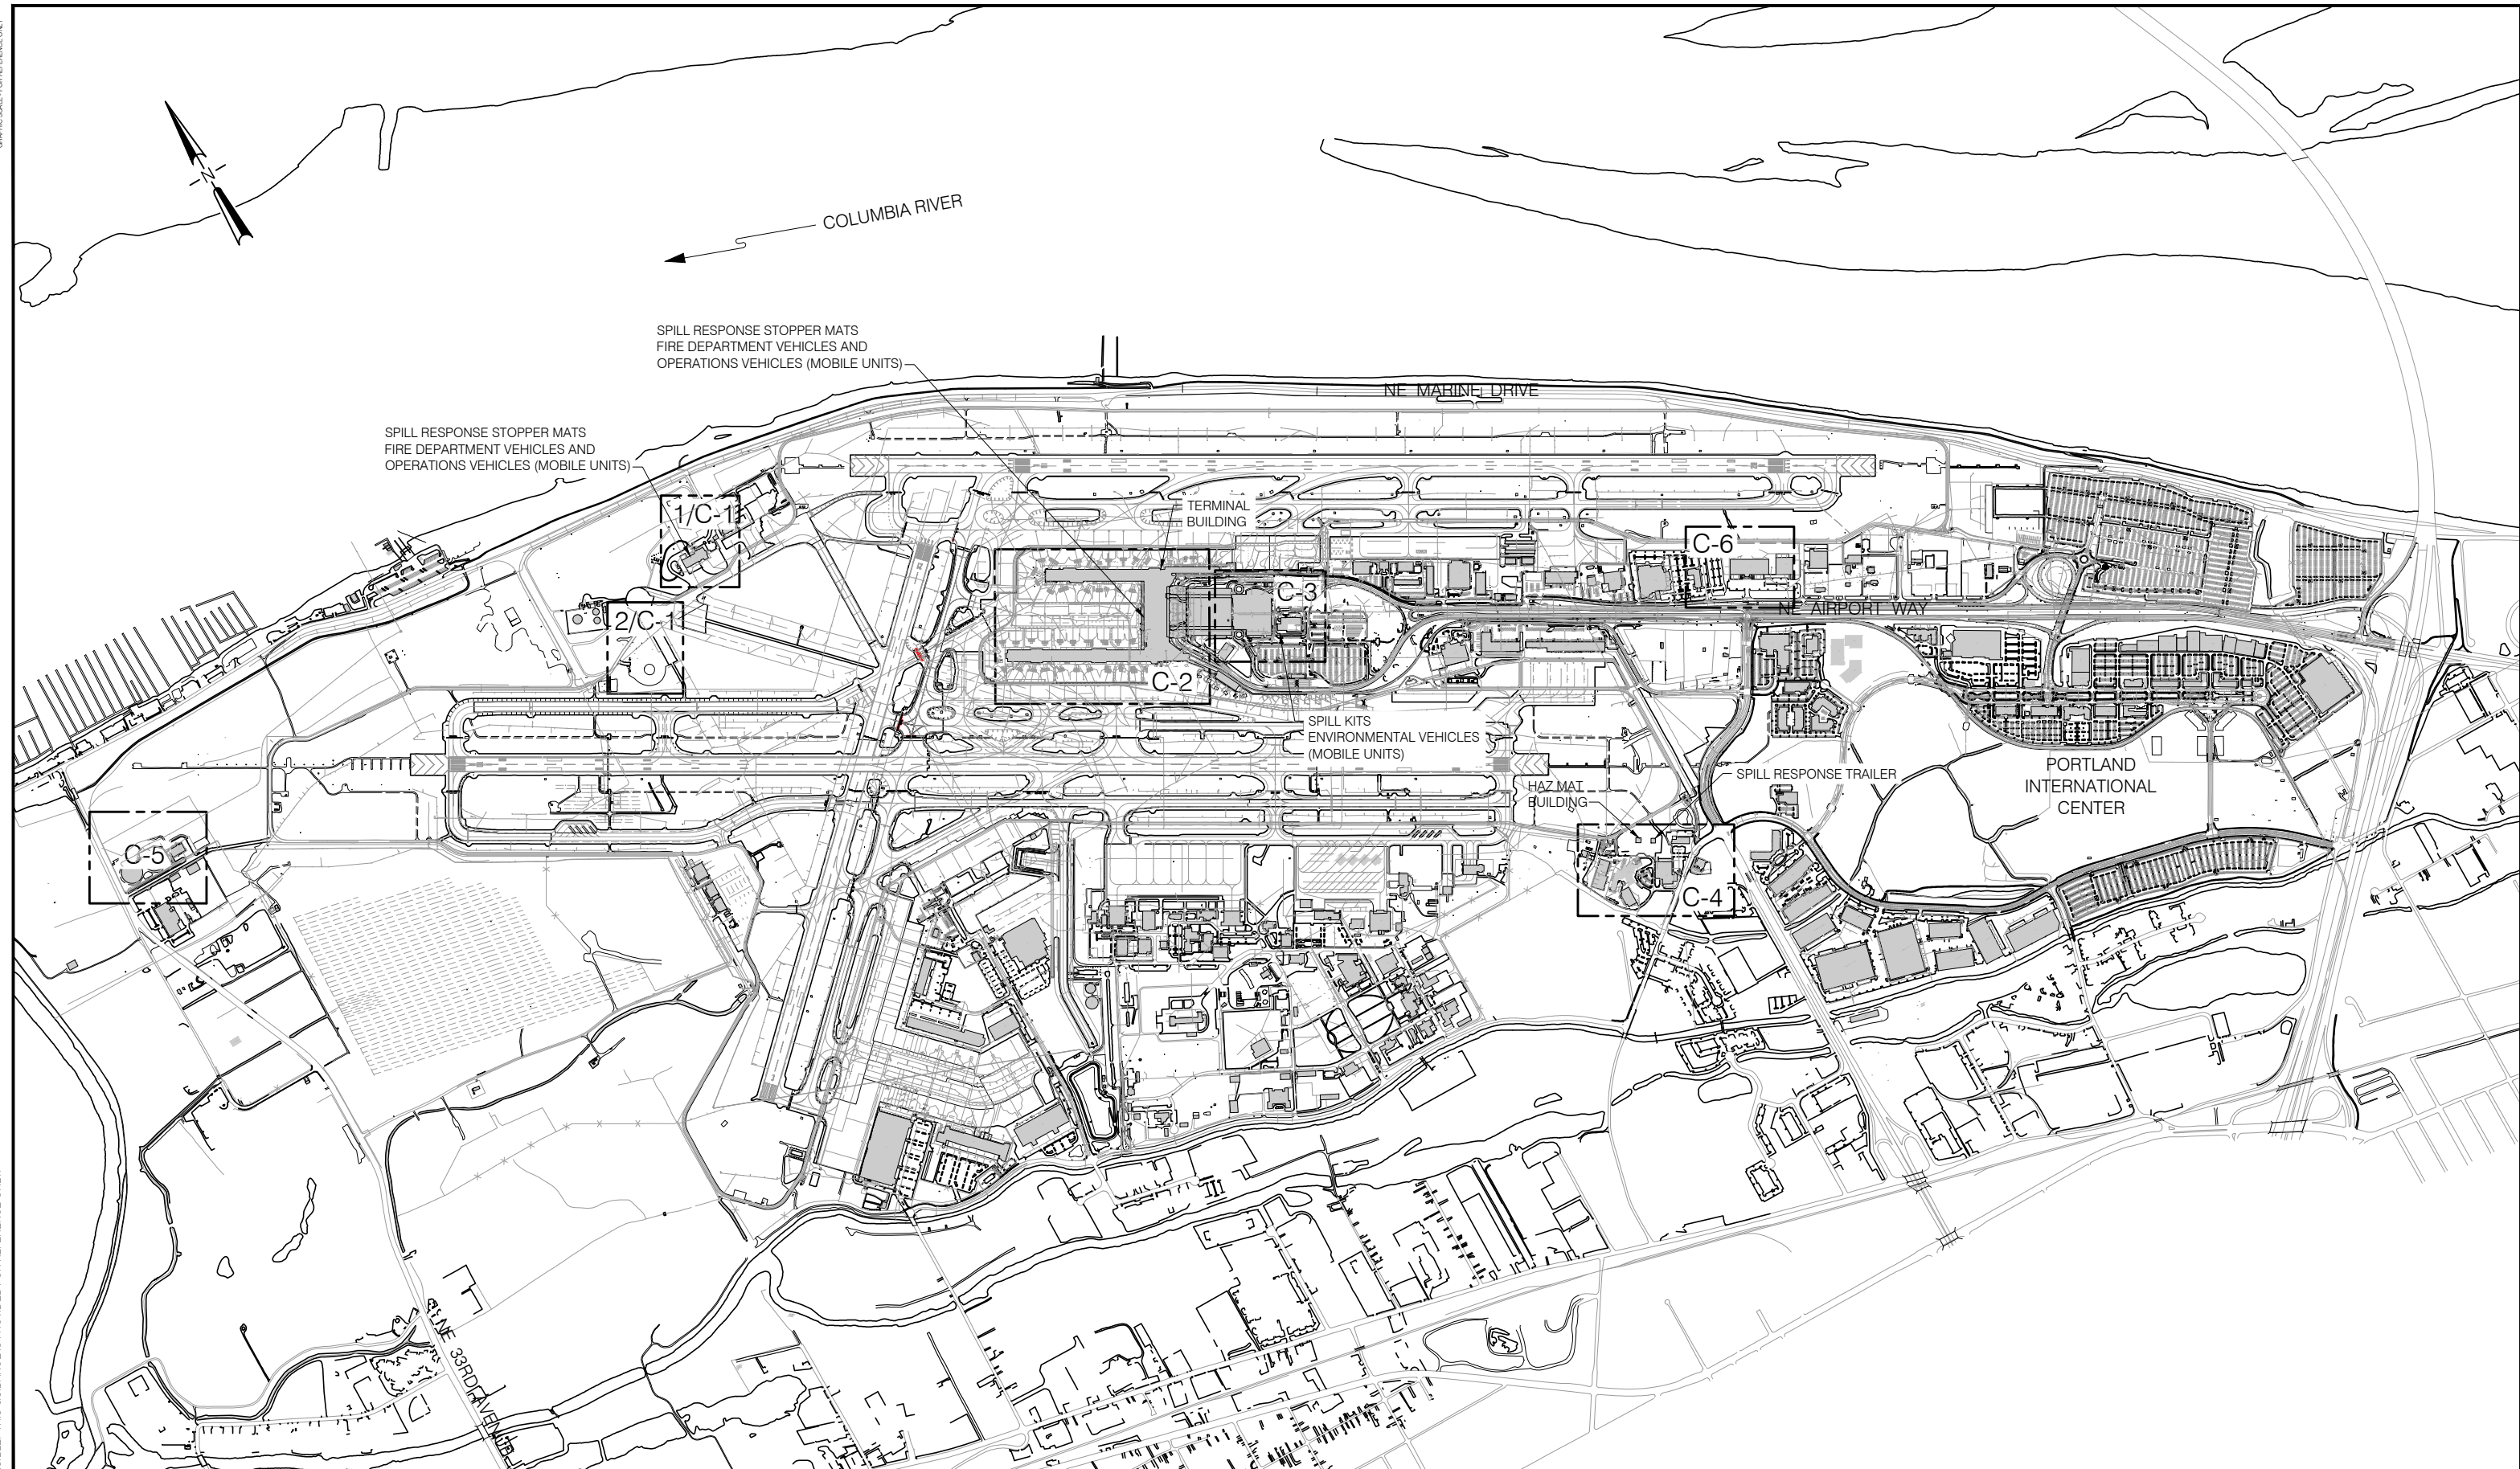 N
COLUMBIA RIVER
SPILL RESPONSE STOPPER MATS
FIRE DEPARTMENT VEHICLES AND
OPERATIONS VEHICLES (MOBILE UNITS)
NE MARINE DRIVE
SPILL RESPONSE STOPPER MATS
FIRE DEPARTMENT VEHICLES AND
OPERATIONS VEHICLES (MOBILE UNITS)
1/C-1
TERMINAL
BUILDING
C-6
C-3
NE AIRPORT WAY
2/C-1
C-2
SPILL KITS
ENVIRONMENTAL VEHICLES
(MOBILE UNITS)
PORTLAND
INTERNATIONAL
CENTER
SPILL RESPONSE TRAILER
HAZ MAT
BUILDING
C-5
C-4
NE 33RD AVENUE